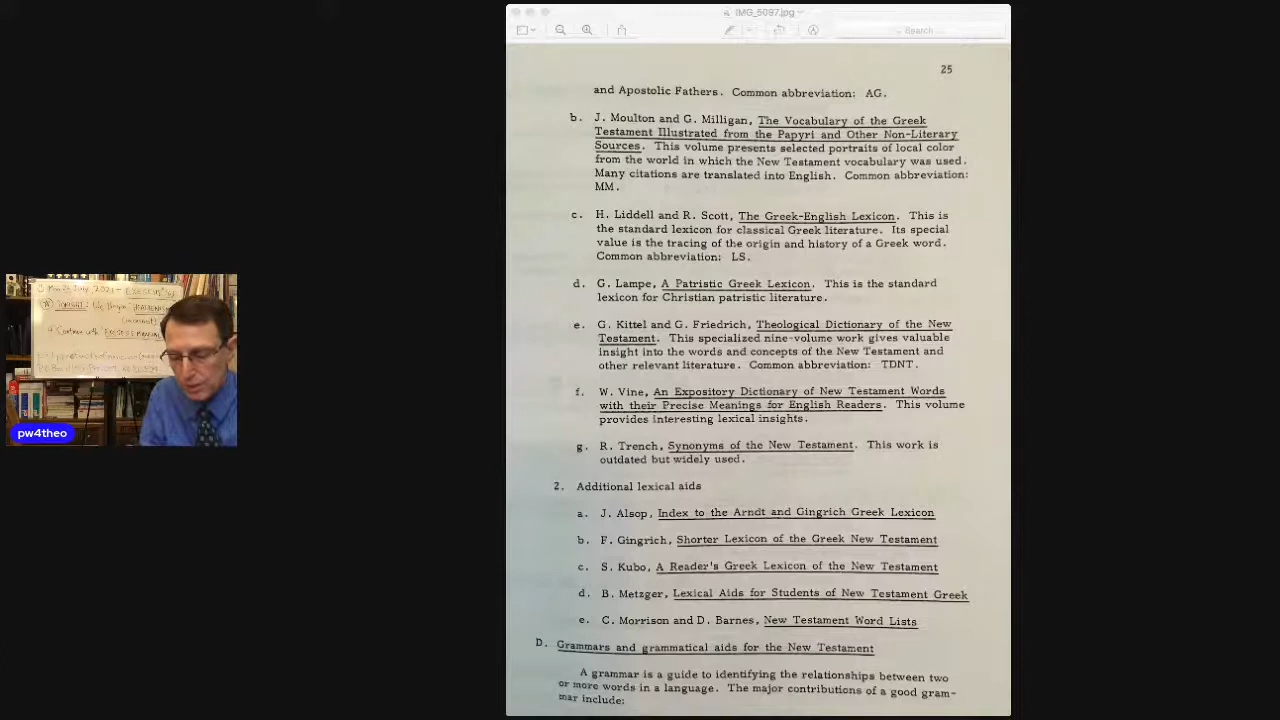 IMG_5097.jpg
Search
25
and Apostolic Fathers. Common abbreviation: AG.
b. J. Moulton and G. Milligan, The Vocabulary of the Greek
Testament Illustrated from the Papyri and Other Non-Literary
Sources. This volume presents selected portraits of local color
from the world in which the New Testament vocabulary was used.
Many citations are translated into English. Common abbreviation:
MM.
c. H. Liddell and R. Scott, The Greek-English Lexicon. This is
the standard lexicon for classical Greek literature. Its special
value is the tracing of the origin and history of a Greek word.
Common abbreviation: LS.
d. G. Lampe, A Patristic Greek Lexicon. This is the standard
lexicon for Christian patristic literature.
e. G. Kittel and G. Friedrich, Theological Dictionary of the New
Testament. This specialized nine-volume work gives valuable
insight into the words and concepts of the New Testament and
other relevant literature. Common abbreviation: TDNT.
f. W. Vine, An Expository Dictionary of New Testament Words
with their Precise Meanings for English Readers. This volume
provides interesting lexical insights.
g. R. Trench, Synonyms of the New Testament. This work is
outdated but widely used.
2. Additional lexical aids
a. J. Alsop, Index to the Arndt and Gingrich Greek Lexicon
b. F. Gingrich, Shorter Lexicon of the Greek New Testament
c. S. Kubo, A Reader's Greek Lexicon of the New Testament
d. B. Metzger, Lexical Aids for Students of New Testament Greek
e. C. Morrison and D. Barnes, New Testament Word Lists
D. Grammars and grammatical aids for the New Testament
A grammar is a guide to identifying the relationships between two
or more words in a language. The major contributions of a good gram-
mar include:
pw4theo